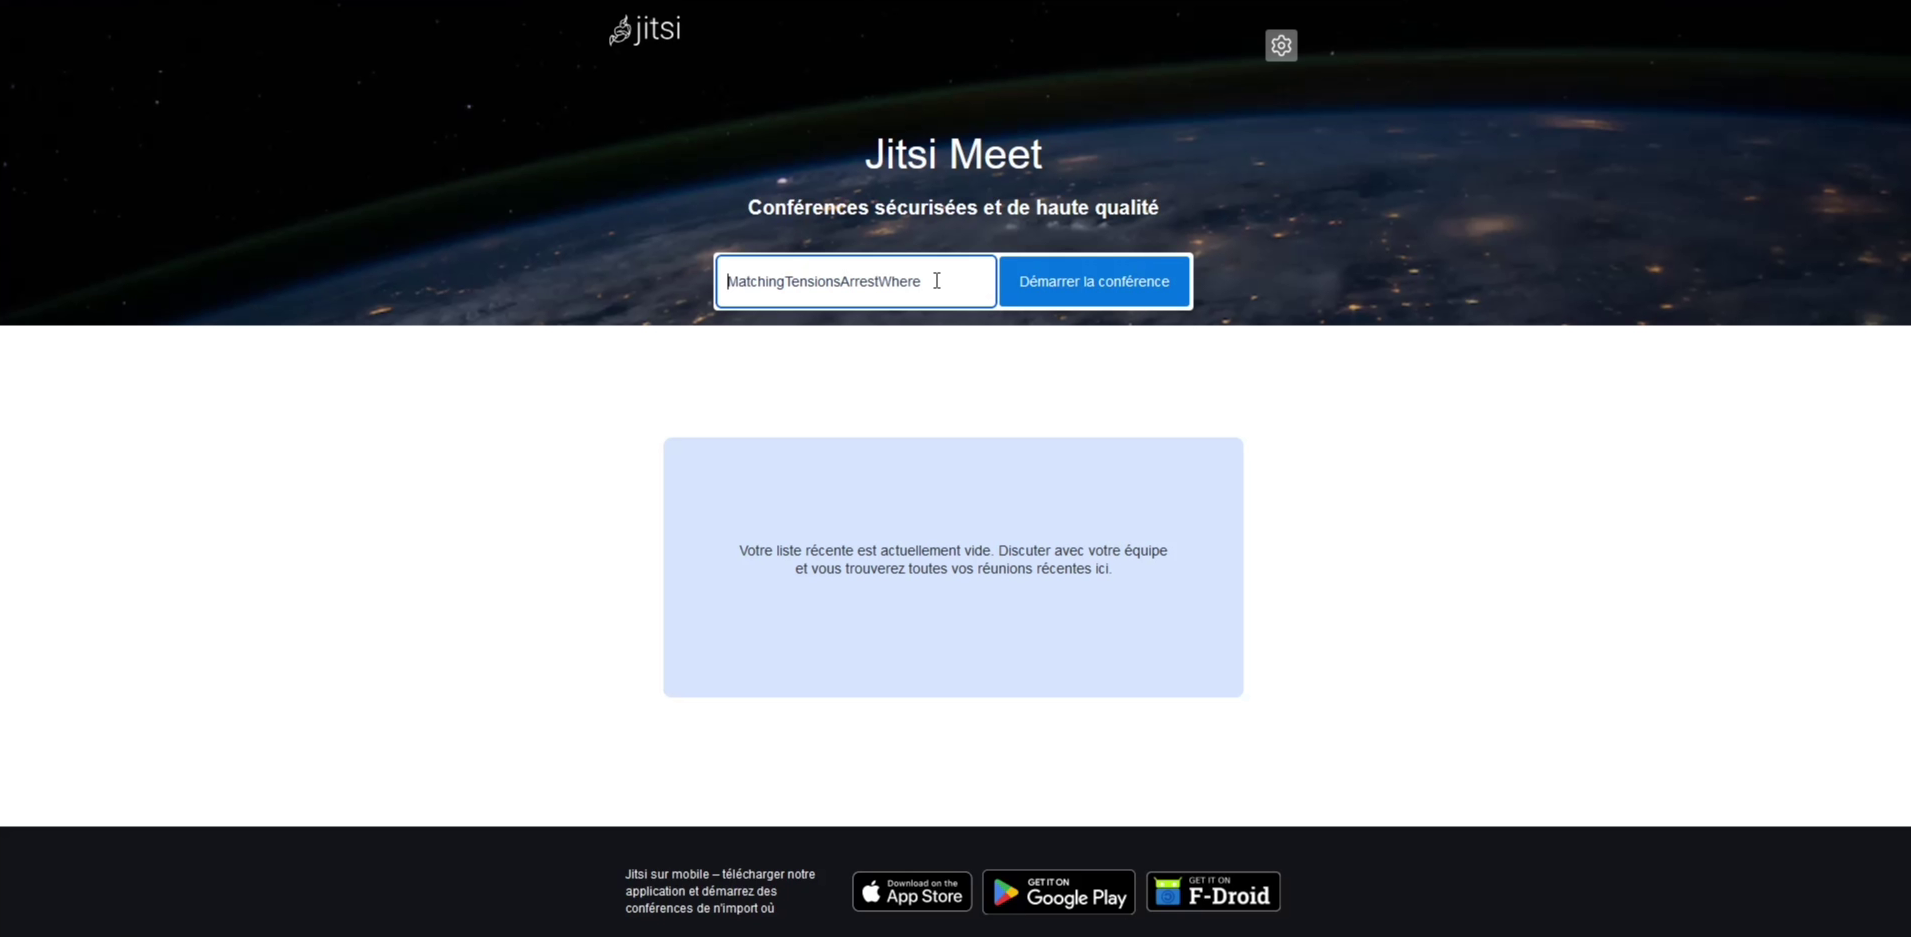 jitsi
Jitsi Meet
Conférences sécurisées et de haute qualité
MatchingTensionsArrestWhere
Démarrer la conférence
Votre liste récente est actuellement vide. Discuter avec votre équipe
et vous trouverez toutes vos réunions récentes ici.
Jitsi sur mobile – télécharger notre
application et démarrez des
conférences de n'import où
Download on the
App Store
GET IT ON
Google Play
GET IT ON
F-Droid